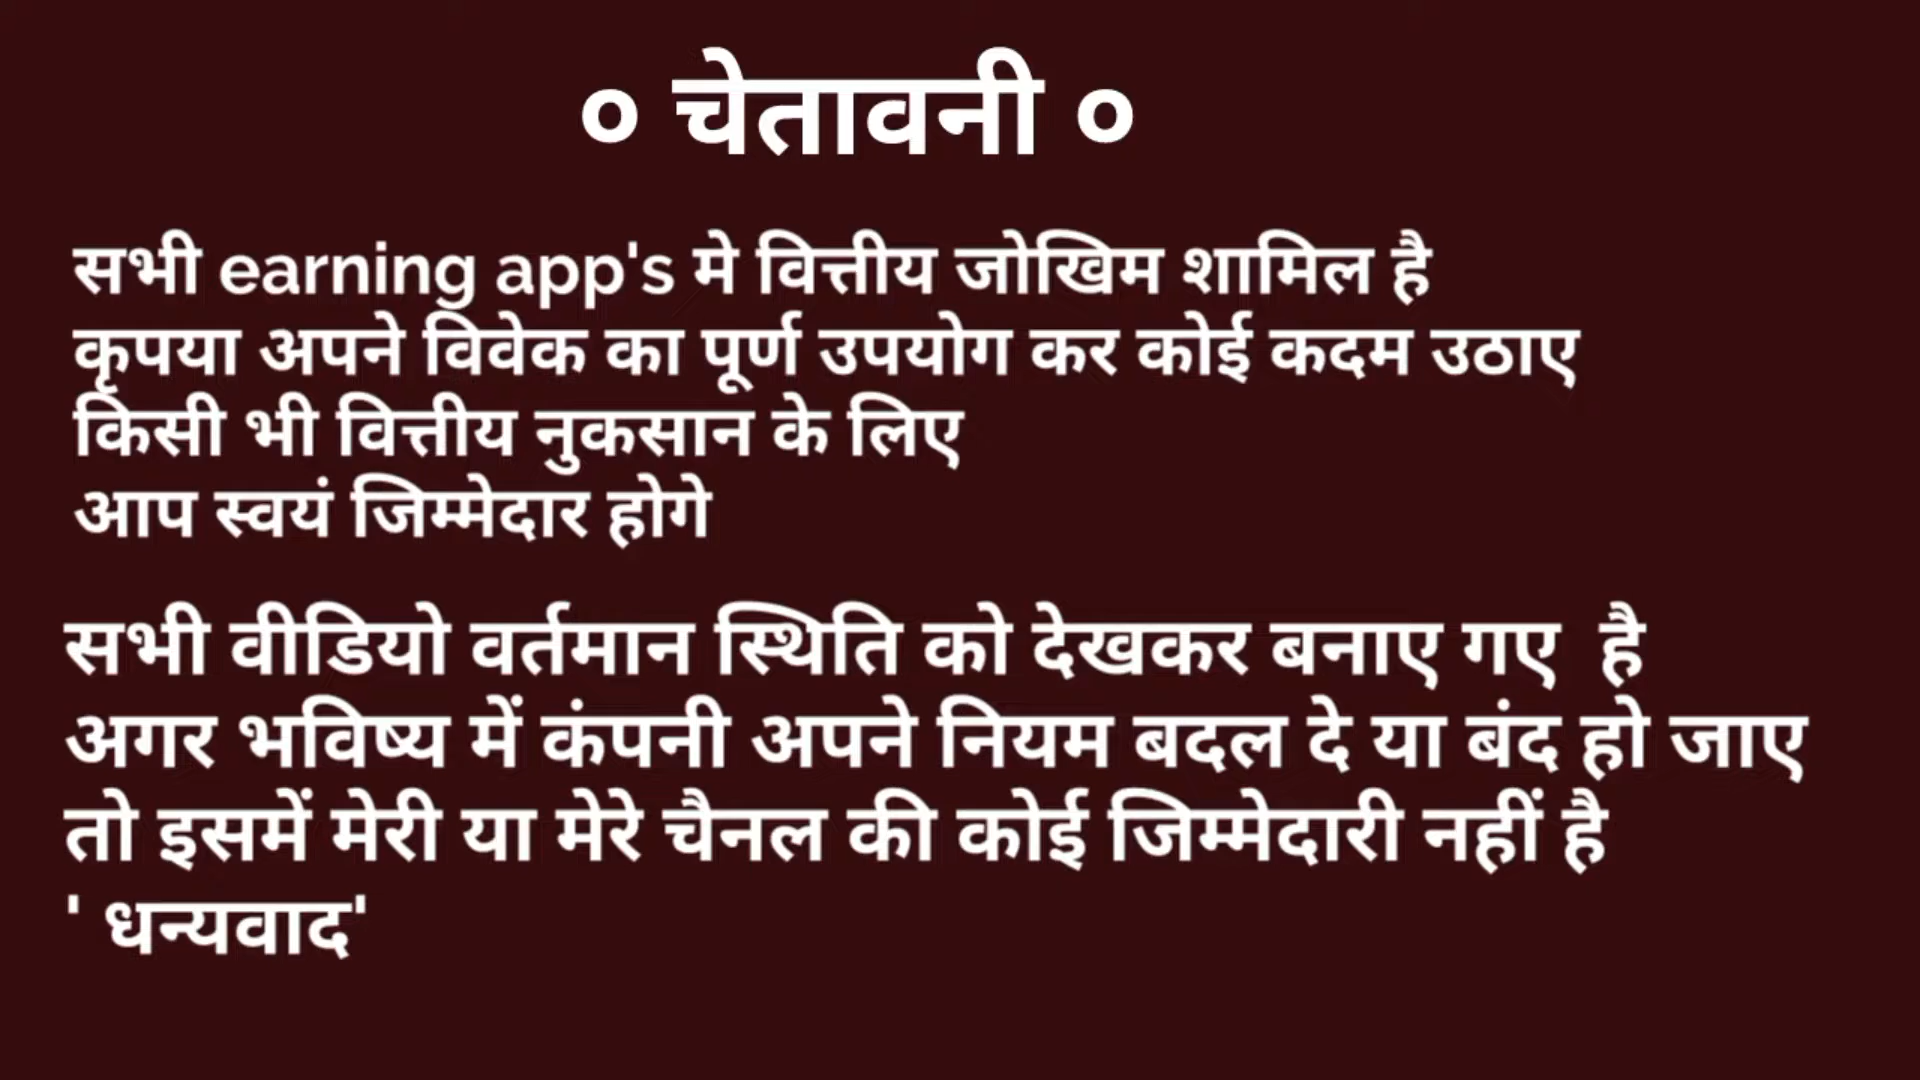 ० चेतावनी ०
सभी earning app's मे वित्तीय जोखिम शामिल है
कृपया अपने विवेक का पूर्ण उपयोग कर कोई कदम उठाए
किसी भी वित्तीय नुकसान के लिए
आप स्वयं जिम्मेदार होगे
सभी वीडियो वर्तमान स्थिति को देखकर बनाए गए है
अगर भविष्य में कंपनी अपने नियम बदल दे या बंद हो जाए
तो इसमें मेरी या मेरे चैनल की कोई जिम्मेदारी नहीं है
' धन्यवाद'